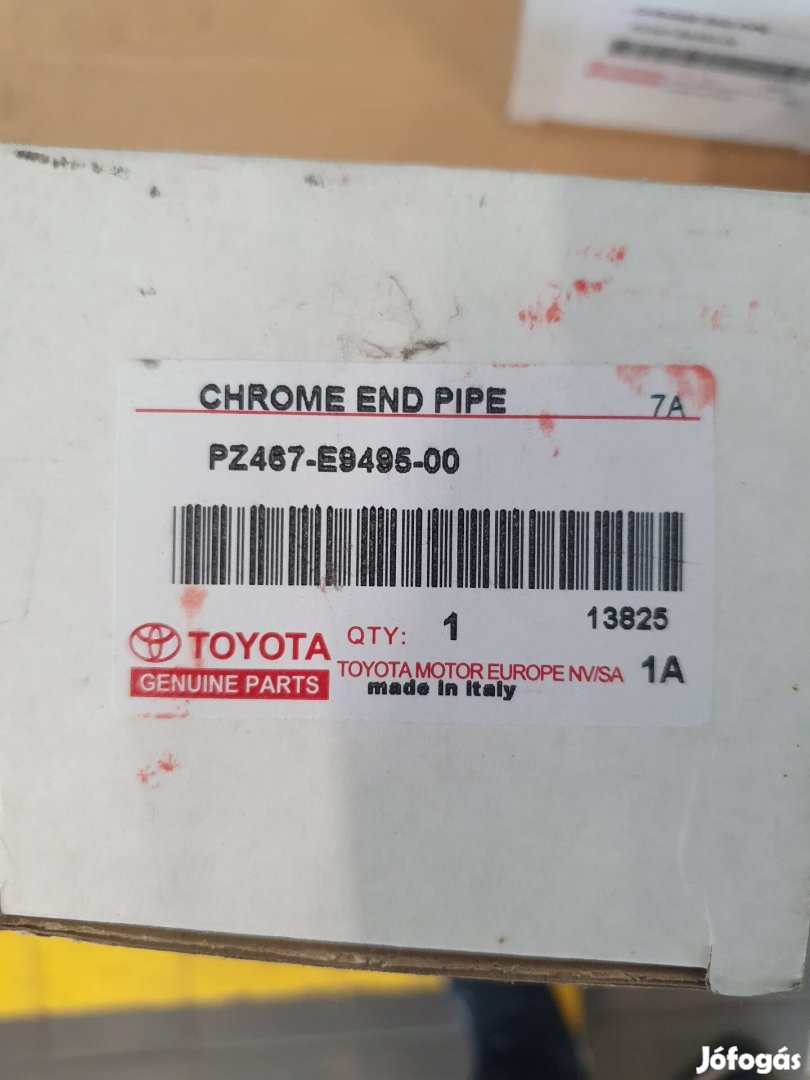 CHROME END PIPE 7A
PZ467-E9495-00
TOYOTA QTY: 1 13825
GENUINE PARTS TOYOTA MOTOR EUROPE NV/SA 1A
made in Italy
Jófogás